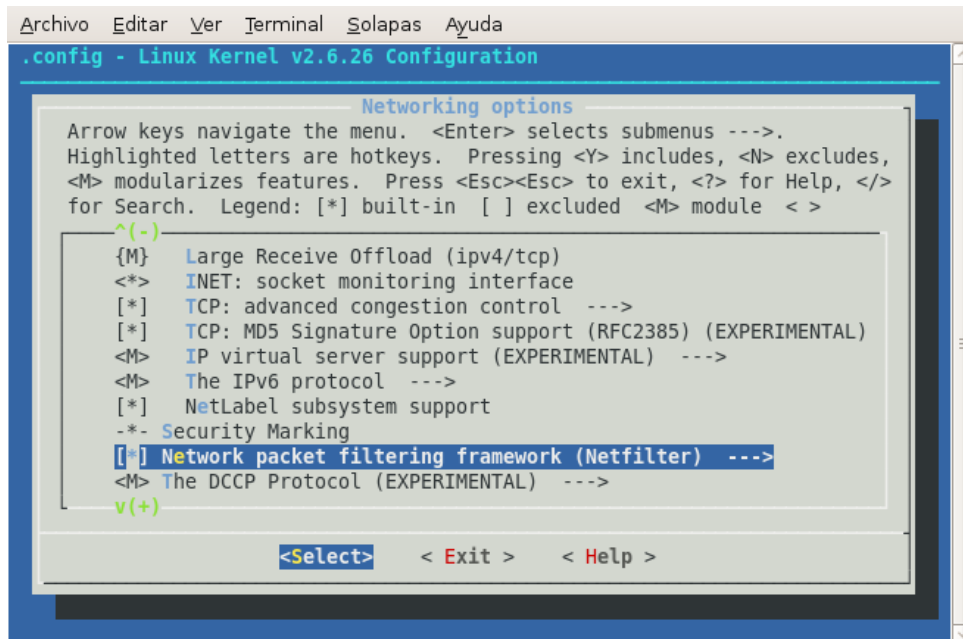 Archivo Editar Ver Terminal Solapas Ayuda
.config - Linux Kernel v2.6.26 Configuration
Networking options
Arrow keys navigate the menu. <Enter> selects submenus --->.
Highlighted letters are hotkeys. Pressing <Y> includes, <N> excludes,
<M> modularizes features. Press <Esc><Esc> to exit, <?> for Help, </>
for Search. Legend: [*] built-in [ ] excluded <M> module < >
^(-)
{M} Large Receive Offload (ipv4/tcp)
<*> INET: socket monitoring interface
[*] TCP: advanced congestion control --->
[*] TCP: MD5 Signature Option support (RFC2385) (EXPERIMENTAL)
<M> IP virtual server support (EXPERIMENTAL) --->
<M> The IPv6 protocol --->
[*] NetLabel subsystem support
-*- Security Marking
[*] Network packet filtering framework (Netfilter) --->
<M> The DCCP Protocol (EXPERIMENTAL) --->
v(+)
<Select> < Exit > < Help >